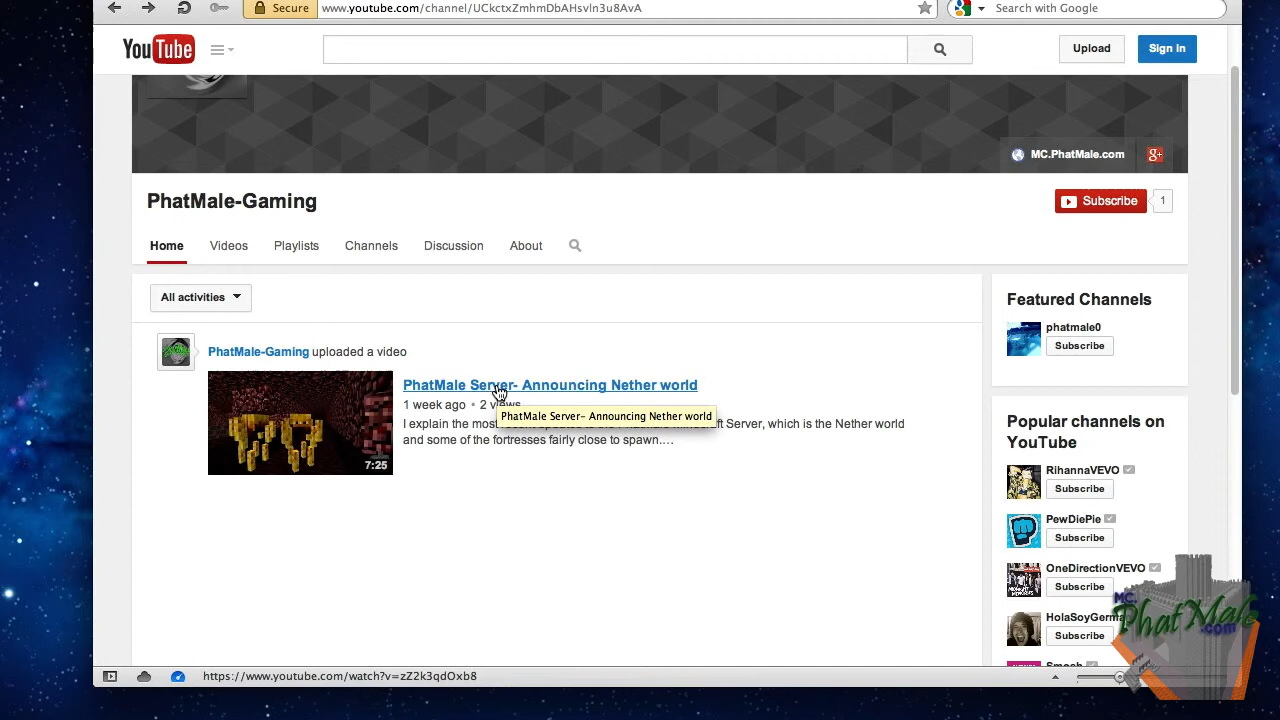 Secure
www.youtube.com/channel/UCkctxZmhmDbAHsvln3u8AvA
Search with Google
YouTube
Upload
Sign in
MC.PhatMale.com
g+
PhatMale-Gaming
Subscribe
1
Home
Videos
Playlists
Channels
Discussion
About
All activities
PhatMale-Gaming uploaded a video
PhatMale Server- Announcing Nether world
1 week ago • 2 views
PhatMale Server– Announcing Nether world
I explain the most Server, which is the Nether world
and some of the fortresses fairly close to spawn....
7:25
Featured Channels
phatmale0
Subscribe
Popular channels on
YouTube
RihannaVEVO
Subscribe
PewDiePie
Subscribe
OneDirectionVEVO
Subscribe
HolaSoyGerma
Subscribe
Smosh
MC.
PhatMale
.com
https://www.youtube.com/watch?v=zZ2k3qdOxb8